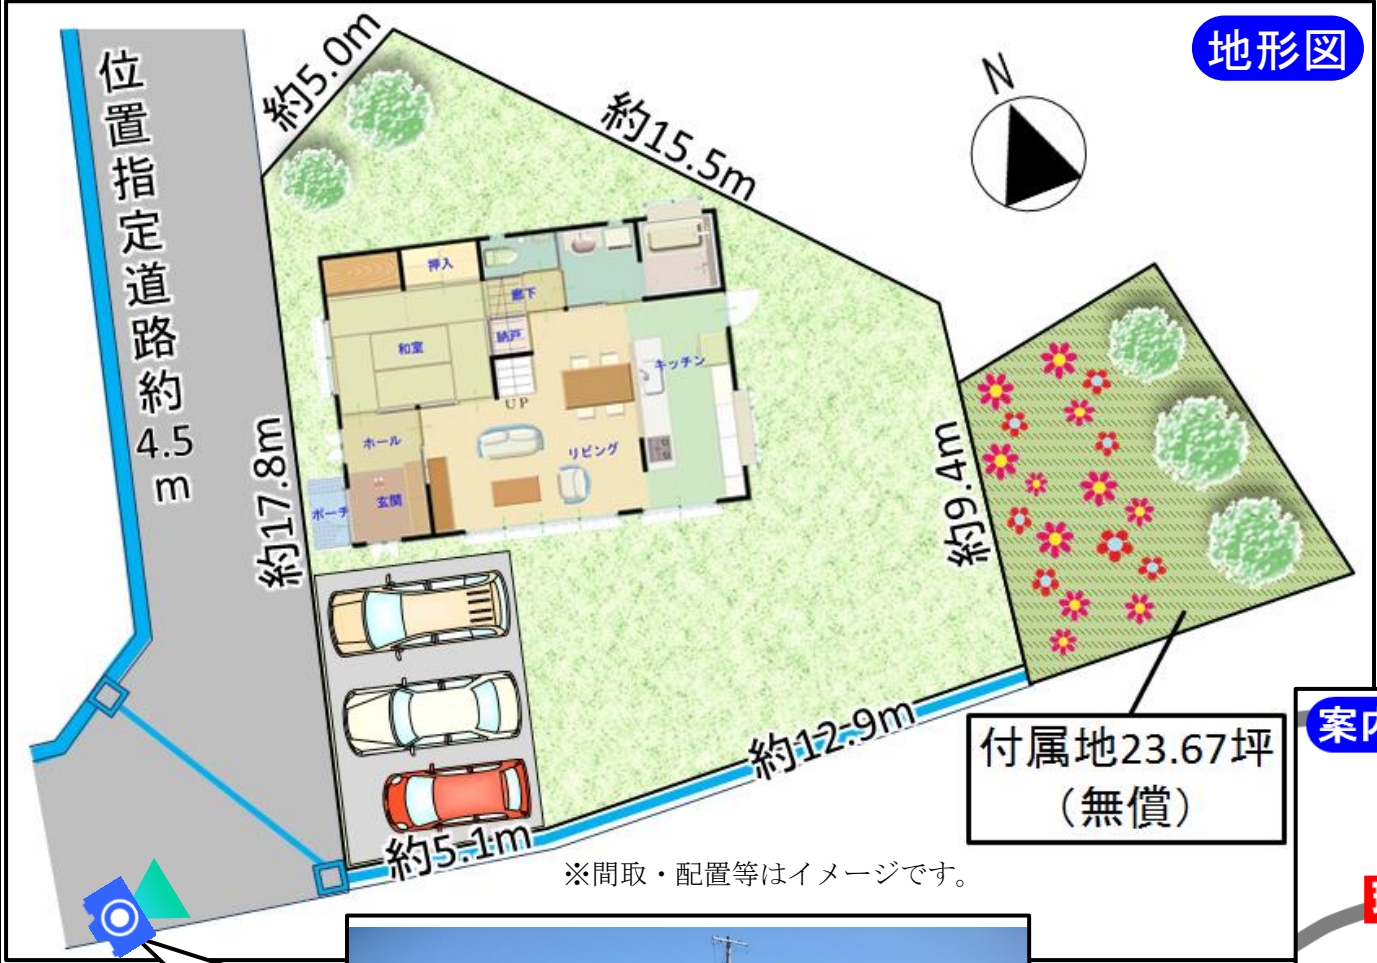 地形図
位置指定道路約4.5m
約5.0m
約15.5m
N
押入
廊下
納戸
和室
キッチン
UP
ホール
リビング
玄関
ポーチ
約17.8m
約9.4m
約12.9m
約5.1m
付属地23.67坪
（無償）
※間取・配置等はイメージです。
案内